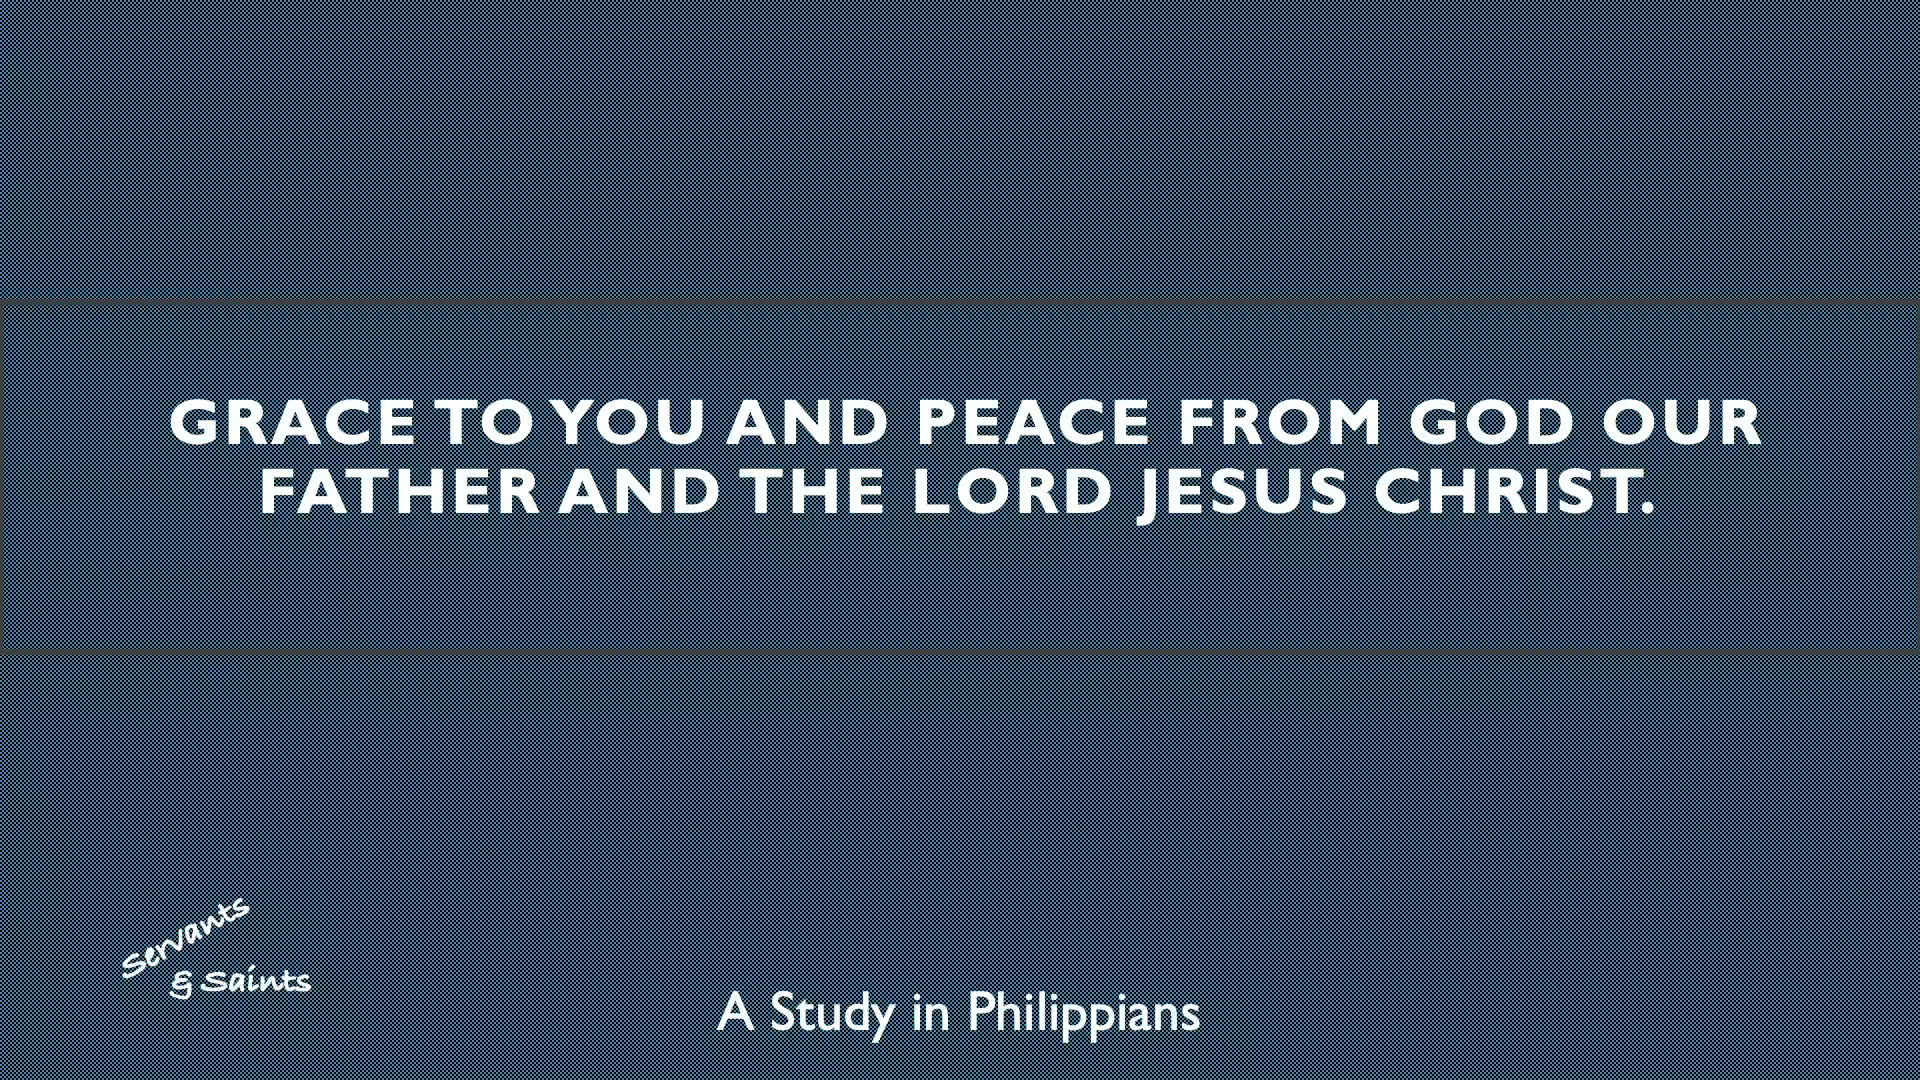 GRACE TO YOU AND PEACE FROM GOD OUR
FATHER AND THE LORD JESUS CHRIST.
Servants
& Saints
A Study in Philippians